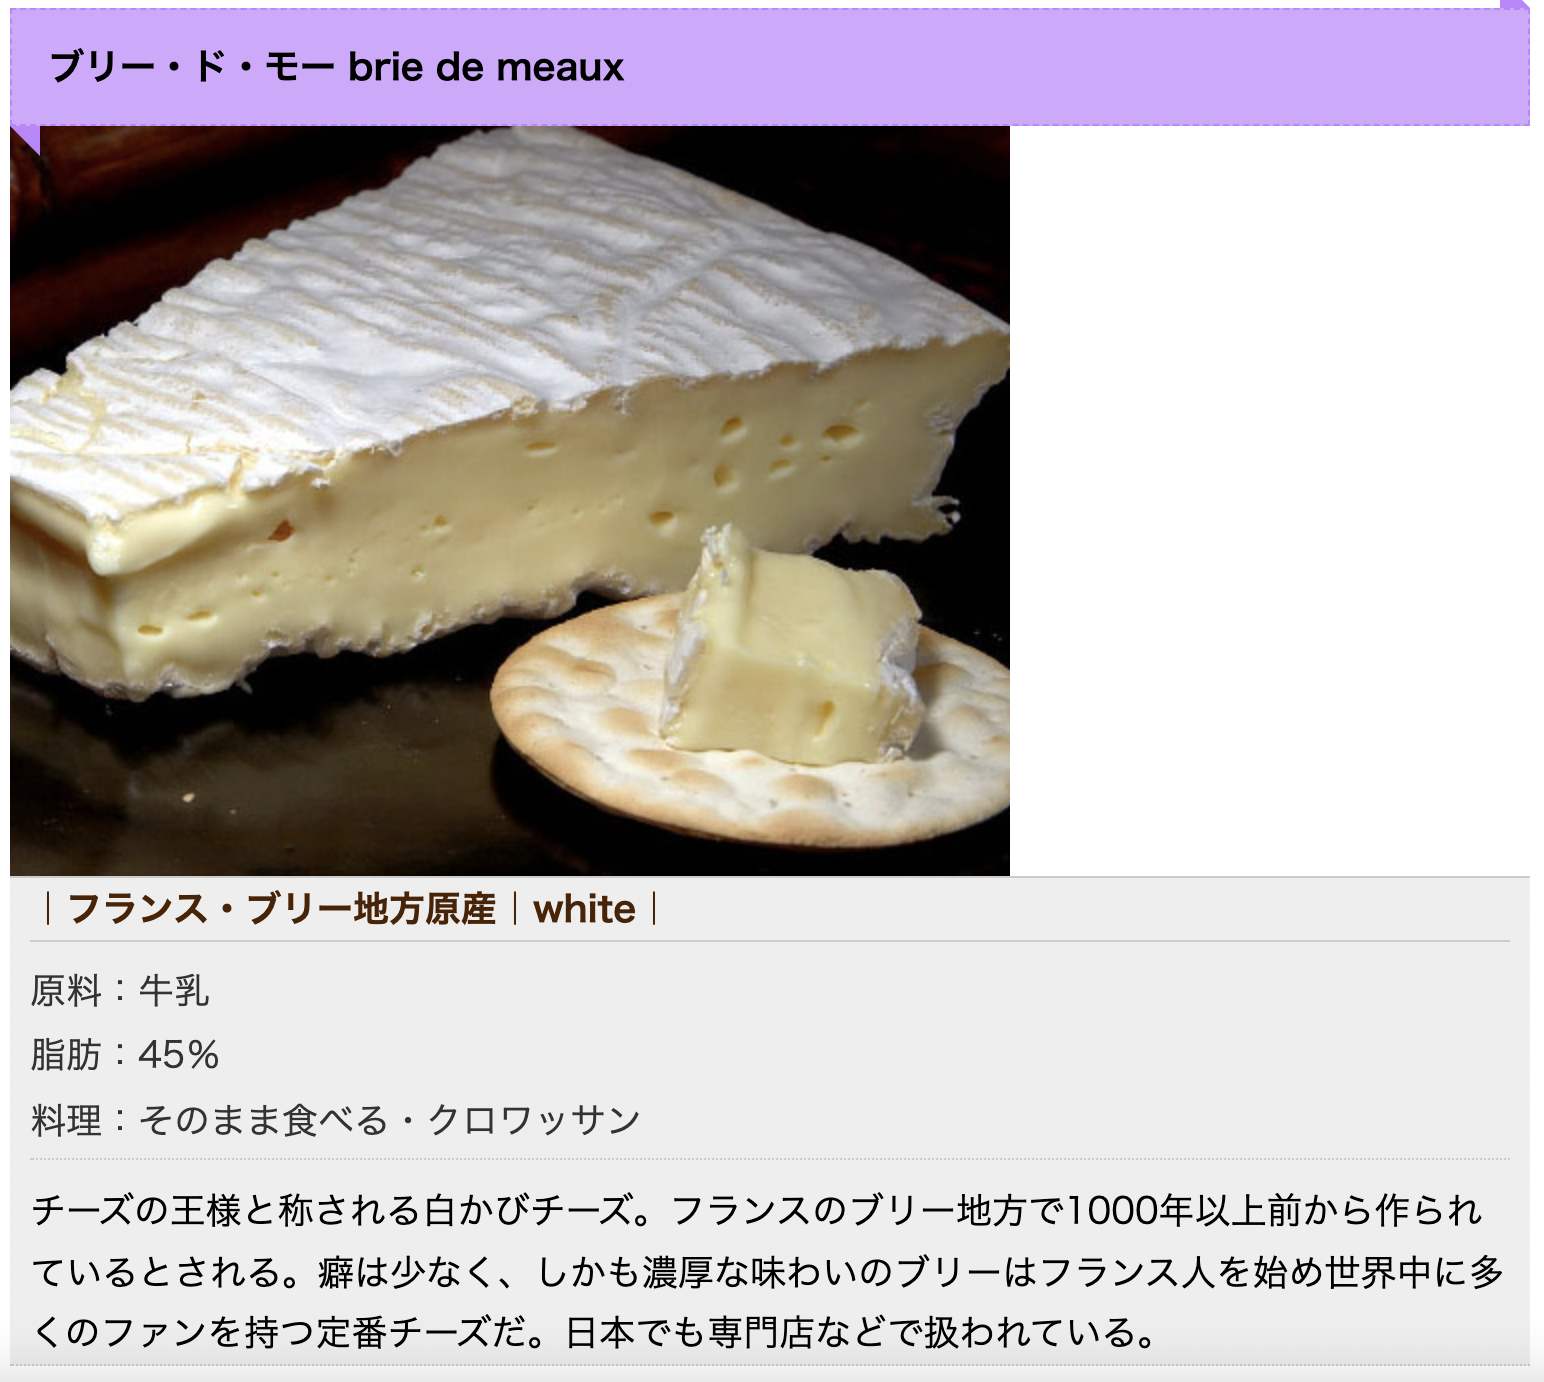 ブリー・ド・モー brie de meaux
｜フランス・ブリー地方原産｜white｜
原料：牛乳
脂肪：45％
料理：そのまま食べる・クロワッサン
チーズの王様と称される白かびチーズ。フランスのブリー地方で1000年以上前から作られ
ているとされる。癖は少なく、しかも濃厚な味わいのブリーはフランス人を始め世界中に多
くのファンを持つ定番チーズだ。日本でも専門店などで扱われている。